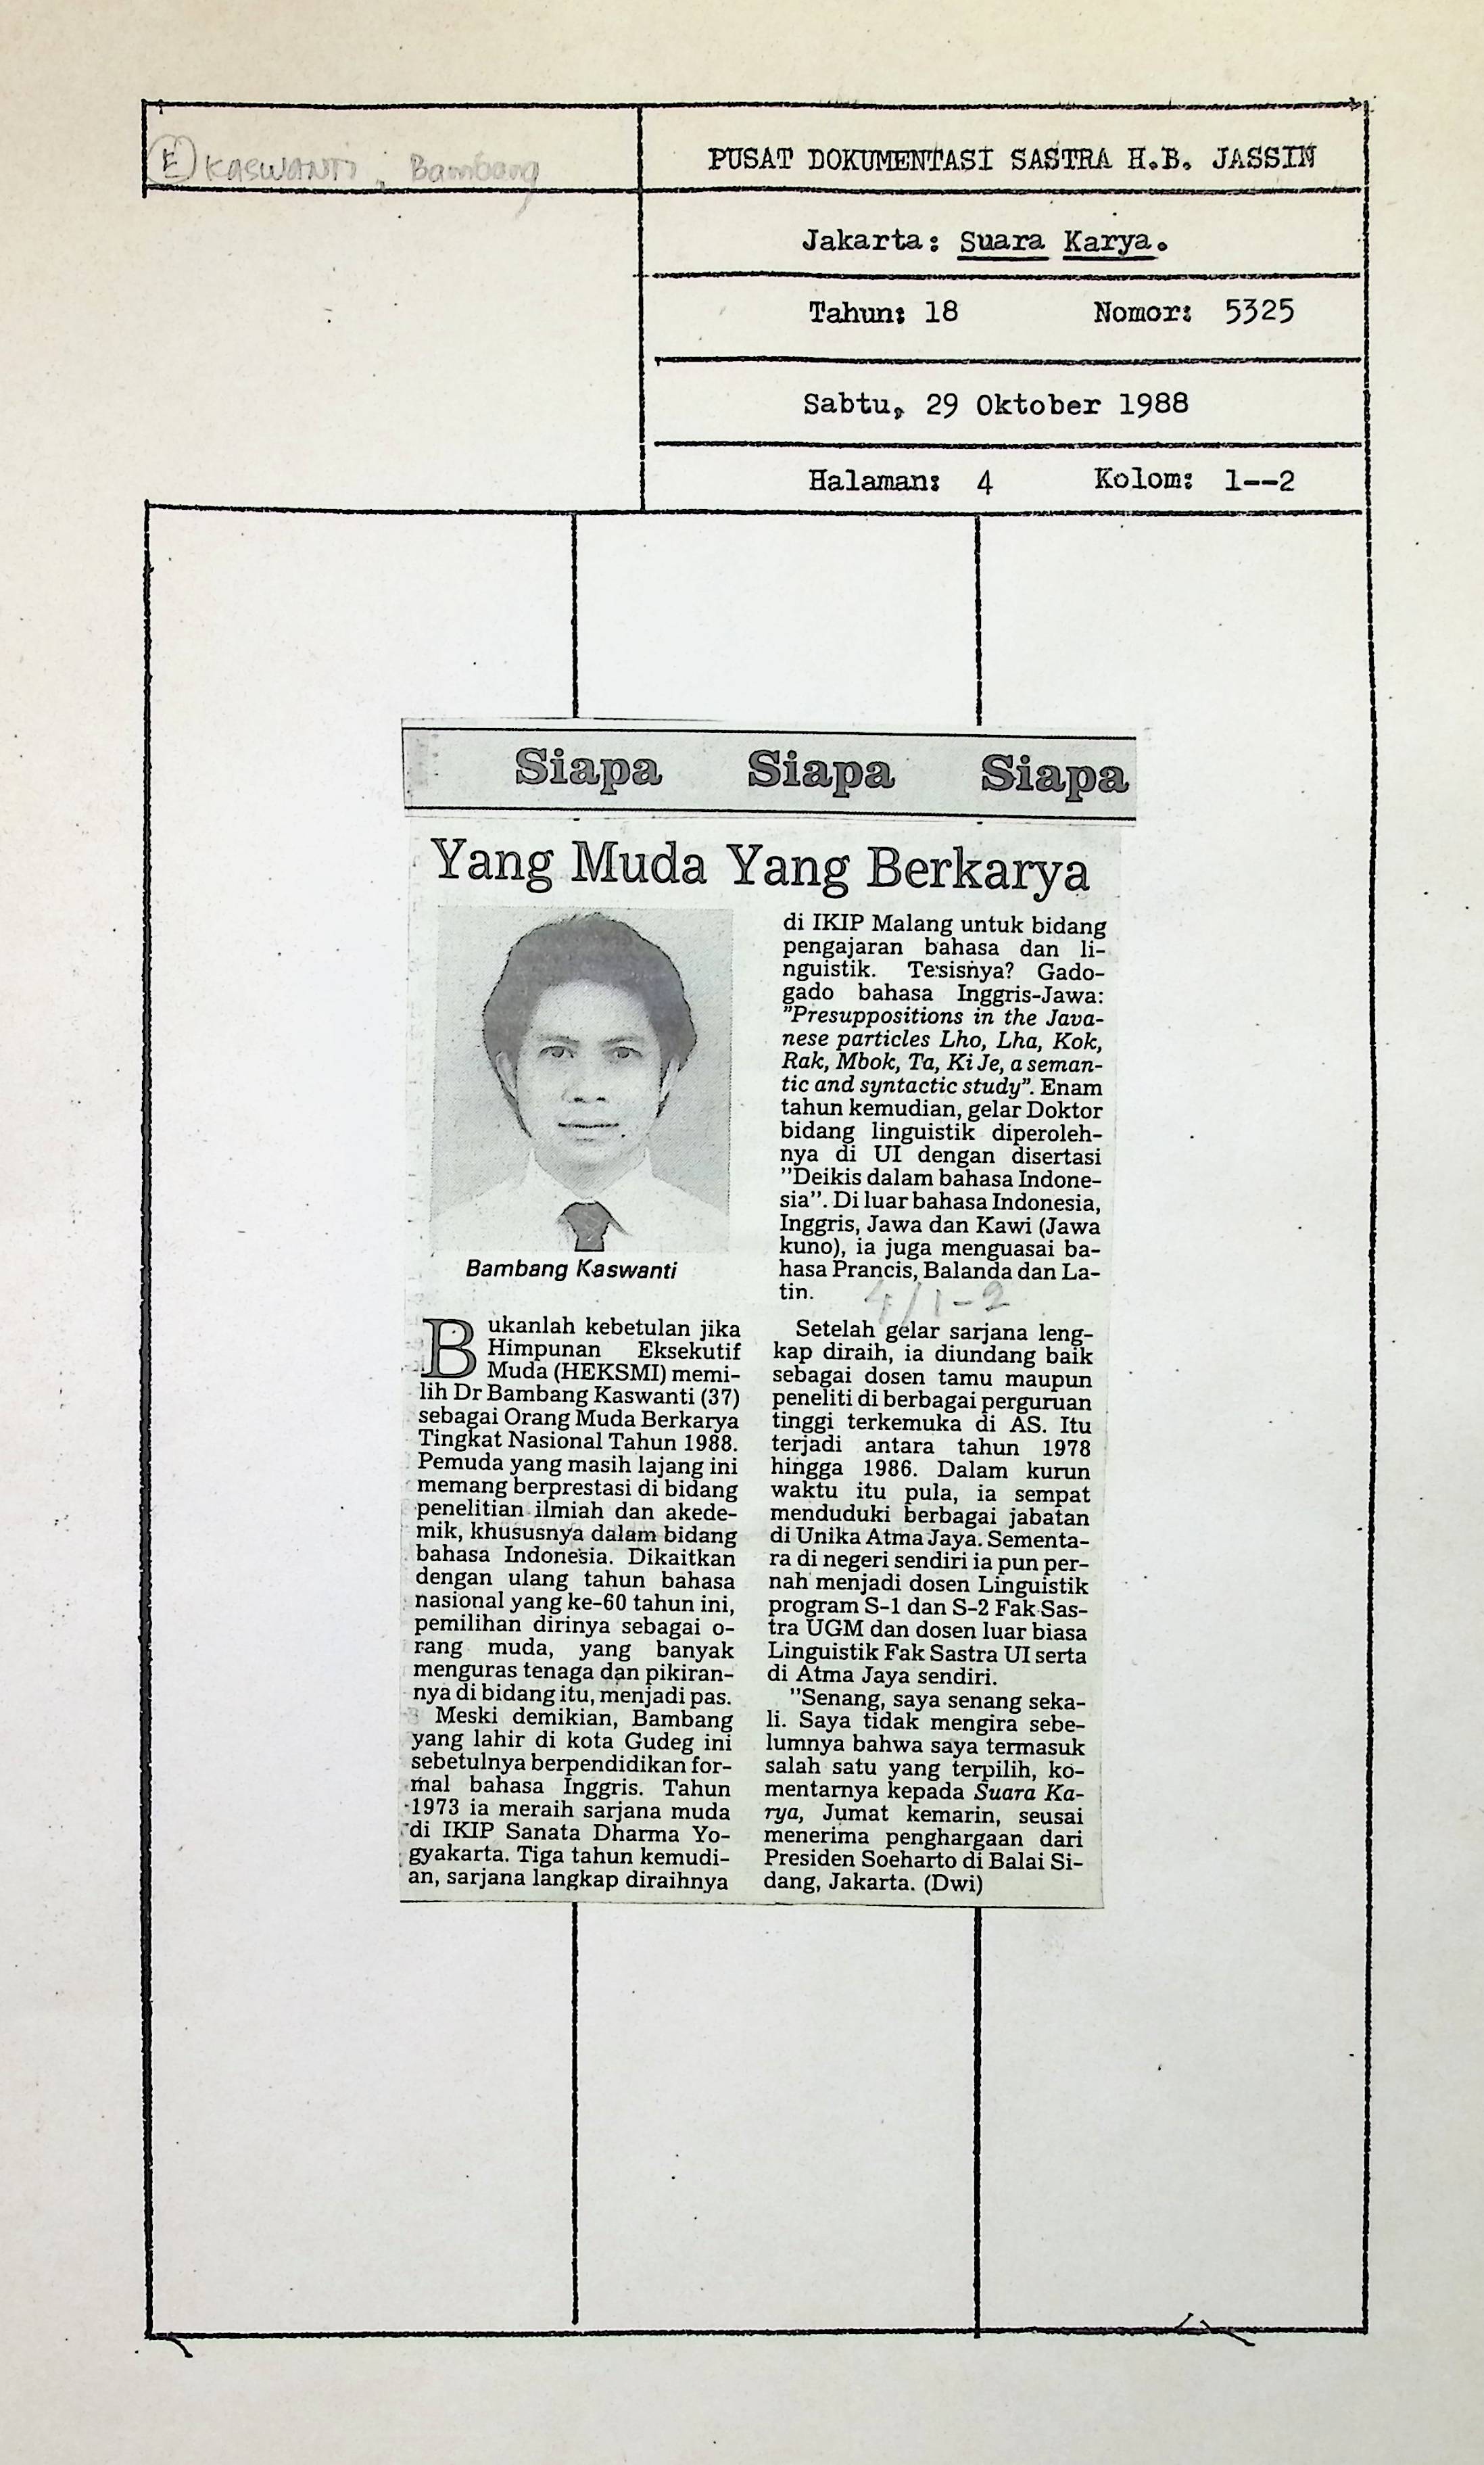 (E) KASWANTI, Bambang
PUSAT DOKUMENTASI SASTRA H.B. JASSIN
Jakarta: Suara Karya.
Tahun: 18 Nomor: 5325
Sabtu, 29 Oktober 1988
Halaman: 4 Kolom: 1--2
Siapa Siapa Siapa
Yang Muda Yang Berkarya
Bambang Kaswanti
Bukanlah kebetulan jika
Himpunan Eksekutif
Muda (HEKSMI) memi-
lih Dr Bambang Kaswanti (37)
sebagai Orang Muda Berkarya
Tingkat Nasional Tahun 1988.
Pemuda yang masih lajang ini
memang berprestasi di bidang
penelitian ilmiah dan akede-
mik, khususnya dalam bidang
bahasa Indonesia. Dikaitkan
dengan ulang tahun bahasa
nasional yang ke-60 tahun ini,
pemilihan dirinya sebagai o-
rang muda, yang banyak
menguras tenaga dan pikiran-
nya di bidang itu, menjadi pas.
Meski demikian, Bambang
yang lahir di kota Gudeg ini
sebetulnya berpendidikan for-
mal bahasa Inggris. Tahun
1973 ia meraih sarjana muda
di IKIP Sanata Dharma Yo-
gyakarta. Tiga tahun kemudi-
an, sarjana langkap diraihnya
di IKIP Malang untuk bidang
pengajaran bahasa dan li-
nguistik. Tesisnya? Gado-
gado bahasa Inggris-Jawa:
"Presuppositions in the Java-
nese particles Lho, Lha, Kok,
Rak, Mbok, Ta, Ki Je, a seman-
tic and syntactic study". Enam
tahun kemudian, gelar Doktor
bidang linguistik diperoleh-
nya di UI dengan disertasi
"Deikis dalam bahasa Indone-
sia". Di luar bahasa Indonesia,
Inggris, Jawa dan Kawi (Jawa
kuno), ia juga menguasai ba-
hasa Prancis, Balanda dan La-
tin.
4/1-2
Setelah gelar sarjana leng-
kap diraih, ia diundang baik
sebagai dosen tamu maupun
peneliti di berbagai perguruan
tinggi terkemuka di AS. Itu
terjadi antara tahun 1978
hingga 1986. Dalam kurun
waktu itu pula, ia sempat
menduduki berbagai jabatan
di Unika Atma Jaya. Sementa-
ra di negeri sendiri ia pun per-
nah menjadi dosen Linguistik
program S-1 dan S-2 Fak Sas-
tra UGM dan dosen luar biasa
Linguistik Fak Sastra UI serta
di Atma Jaya sendiri.
"Senang, saya senang seka-
li. Saya tidak mengira sebe-
lumnya bahwa saya termasuk
salah satu yang terpilih, ko-
mentarnya kepada Suara Ka-
rya, Jumat kemarin, seusai
menerima penghargaan dari
Presiden Soeharto di Balai Si-
dang, Jakarta. (Dwi)